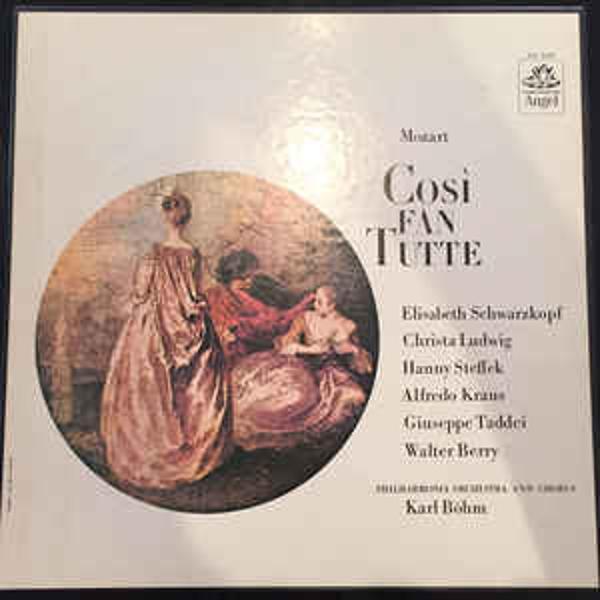 Angel
Mozart
Così
FAN
TUTTE
Elisabeth Schwarzkopf
Christa Ludwig
Hanny Steffek
Alfredo Kraus
Giuseppe Taddei
Walter Berry
PHILHARMONIA ORCHESTRA AND CHORUS
Karl Böhm